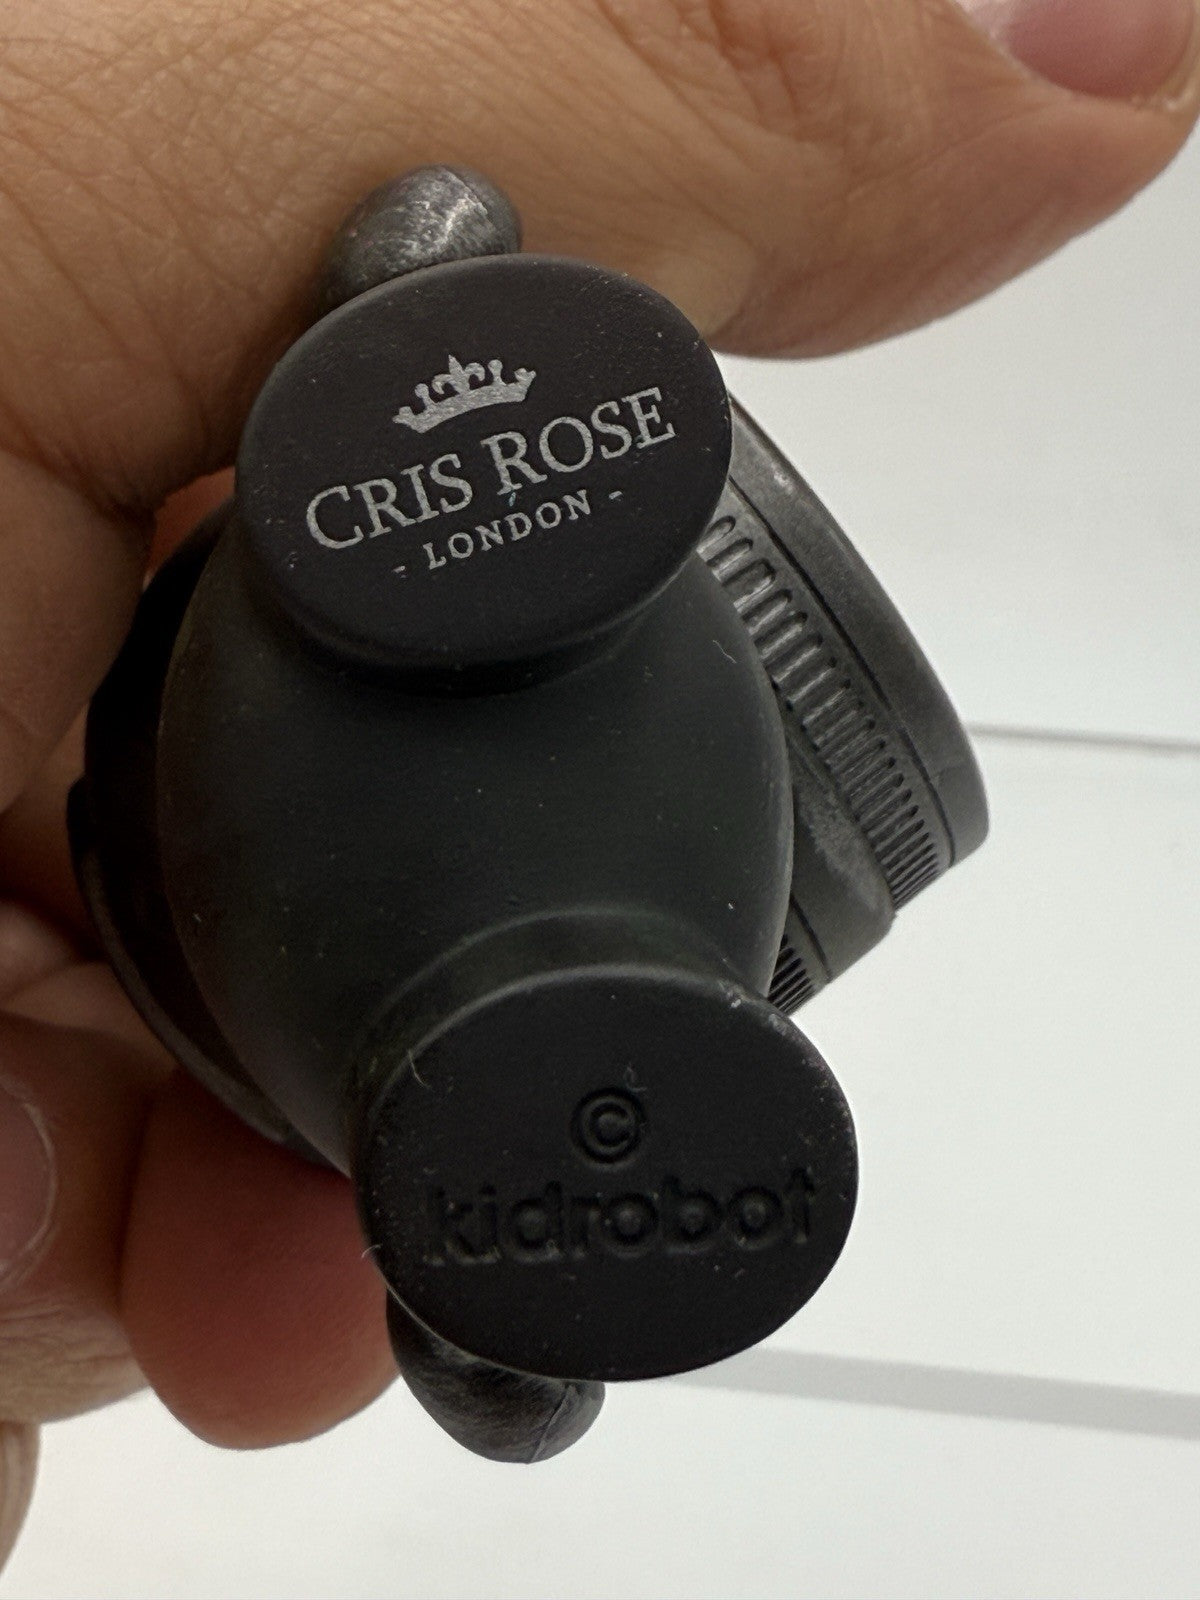 CRIS ROSE
- LONDON -
©
kidrobot